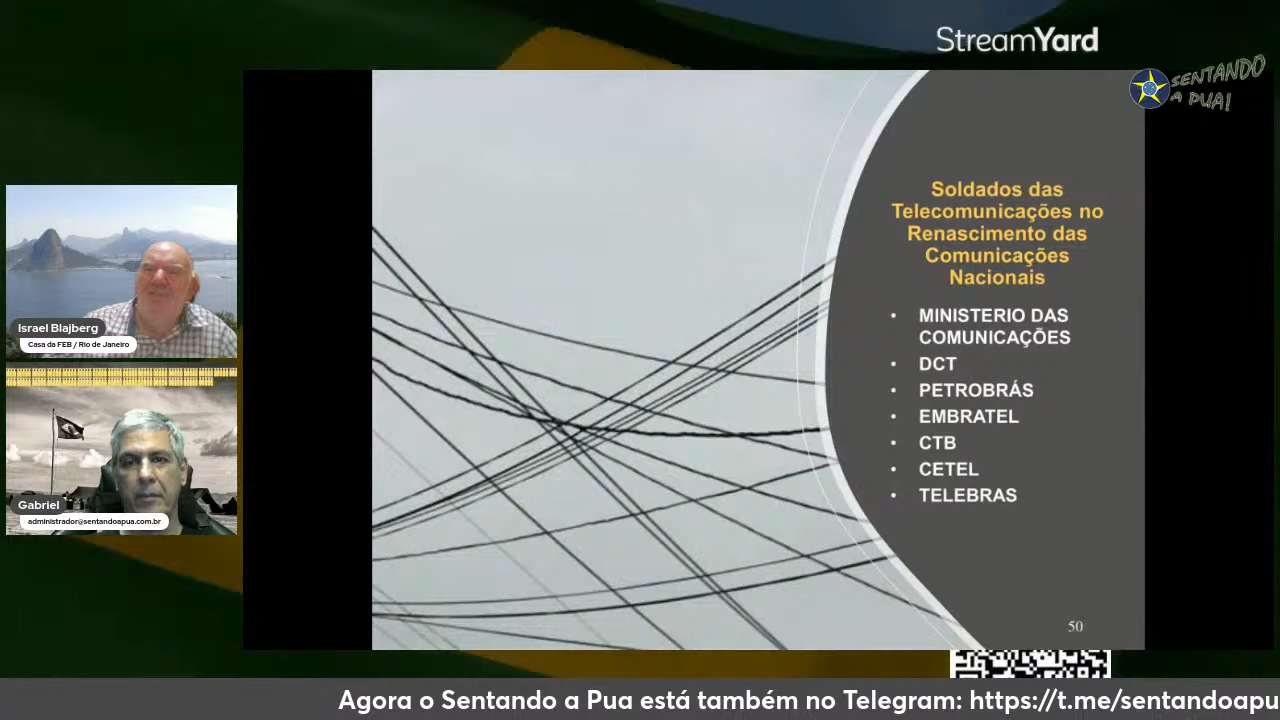 StreamYard
SENTANDO
A PUA!
Soldados das
Telecomunicações no
Renascimento das
Comunicações
Nacionais
• MINISTERIO DAS
COMUNICAÇÕES
• DCT
• PETROBRÁS
• EMBRATEL
• CTB
• CETEL
• TELEBRAS
50
Israel Blajberg
Casa da FEB / Rio de Janeiro
Gabriel
administrador@sentandoapua.com.br
Agora o Sentando a Pua está também no Telegram: https://t.me/sentandoapu